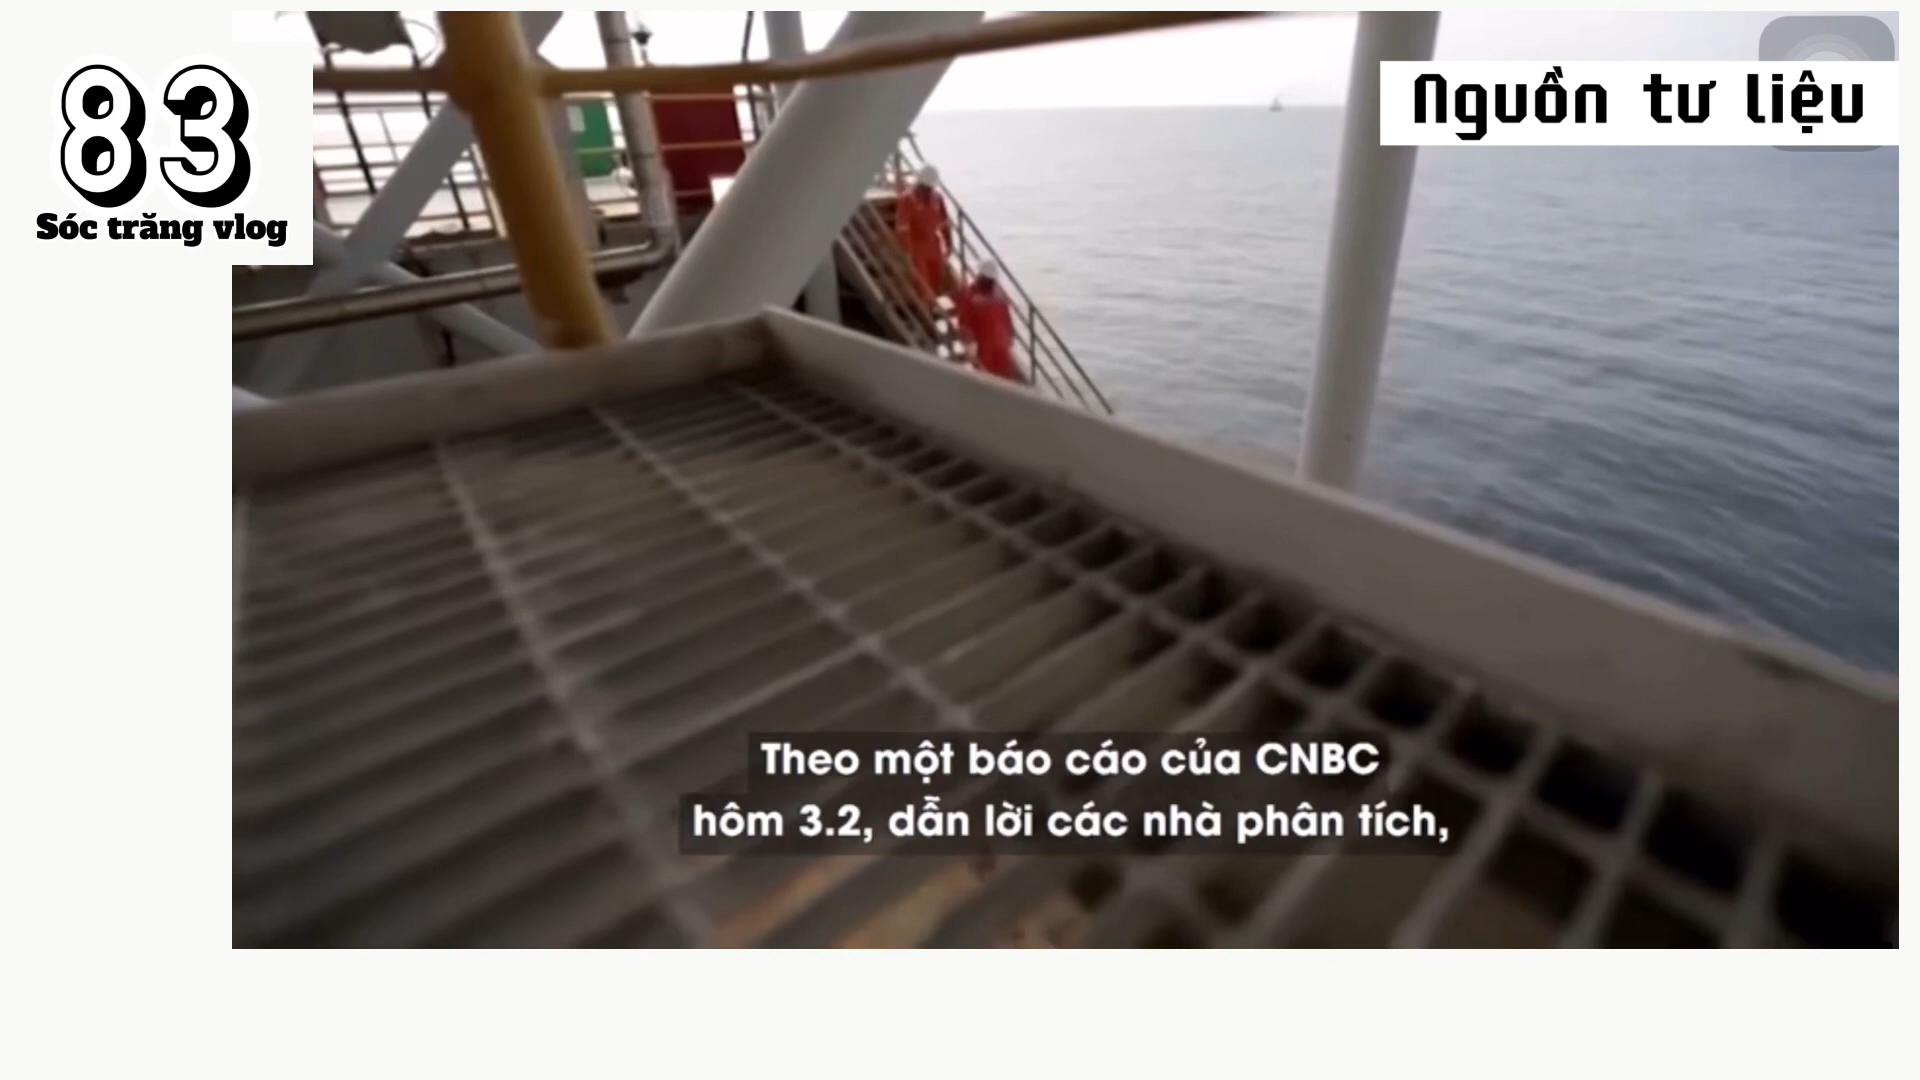 83
Sóc trăng vlog
Nguồn tư liệu
Theo một báo cáo của CNBC
hôm 3.2, dẫn lời các nhà phân tích,